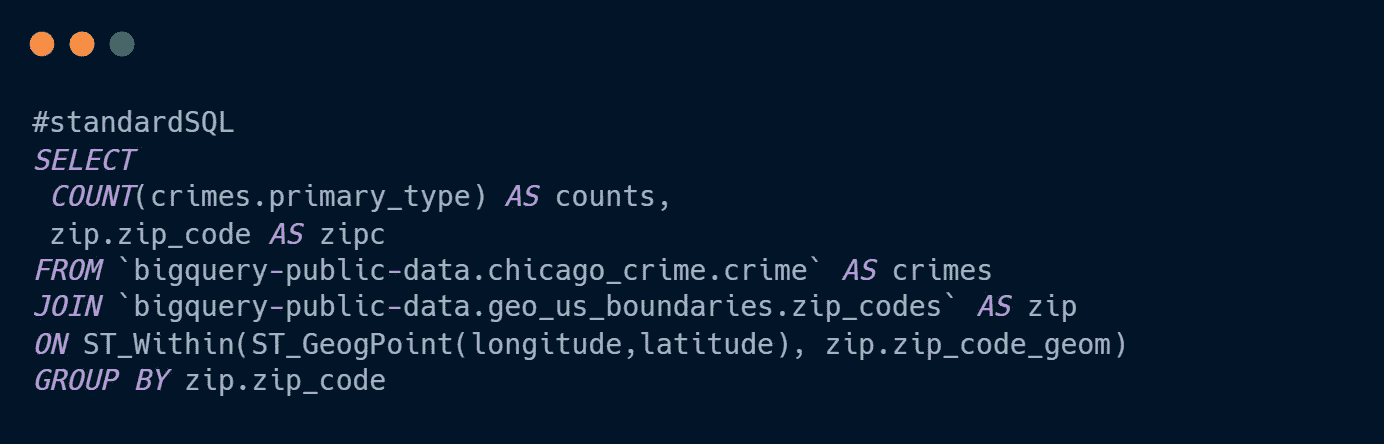 #standardSQL
SELECT
 COUNT(crimes.primary_type) AS counts,
 zip.zip_code AS zipc
FROM `bigquery-public-data.chicago_crime.crime` AS crimes
JOIN `bigquery-public-data.geo_us_boundaries.zip_codes` AS zip
ON ST_Within(ST_GeogPoint(longitude,latitude), zip.zip_code_geom)
GROUP BY zip.zip_code